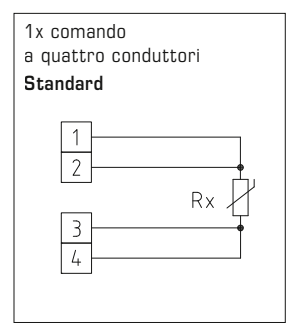 1x comando
a quattro conduttori
Standard
1
2
Rx
3
4